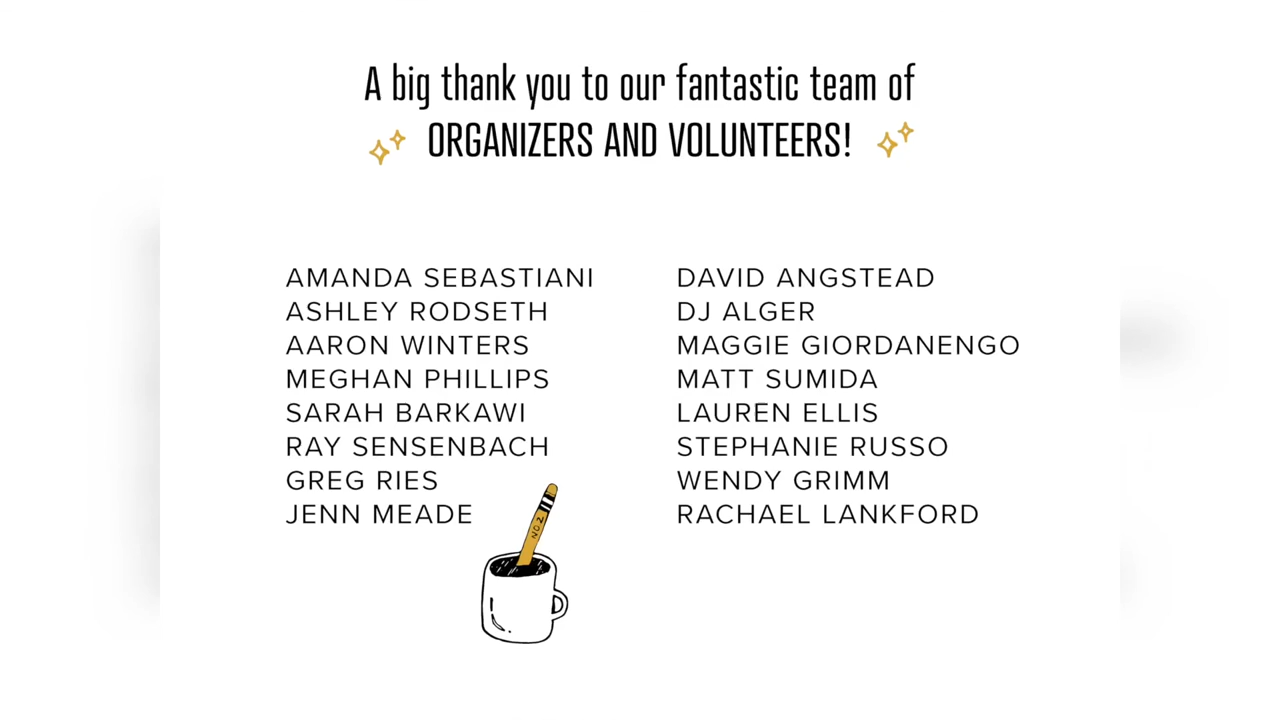 A big thank you to our fantastic team of
ORGANIZERS AND VOLUNTEERS!
AMANDA SEBASTIANI
ASHLEY RODSETH
AARON WINTERS
MEGHAN PHILLIPS
SARAH BARKAWI
RAY SENSENBACH
GREG RIES
JENN MEADE
DAVID ANGSTEAD
DJ ALGER
MAGGIE GIORDANENGO
MATT SUMIDA
LAUREN ELLIS
STEPHANIE RUSSO
WENDY GRIMM
RACHAEL LANKFORD
NO.2